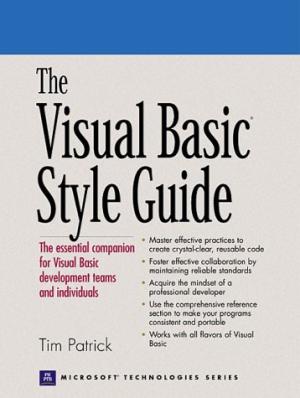 The
Visual Basic®
Style Guide
The essential companion
for Visual Basic
development teams
and individuals
• Master effective practices to
create crystal-clear, reusable code
• Foster effective collaboration by
maintaining reliable standards
• Acquire the mindset of a
professional developer
• Use the comprehensive reference
section to make your programs
consistent and portable
• Works with all flavors of Visual
Basic
Tim Patrick
PH
PTR
MICROSOFT® TECHNOLOGIES SERIES